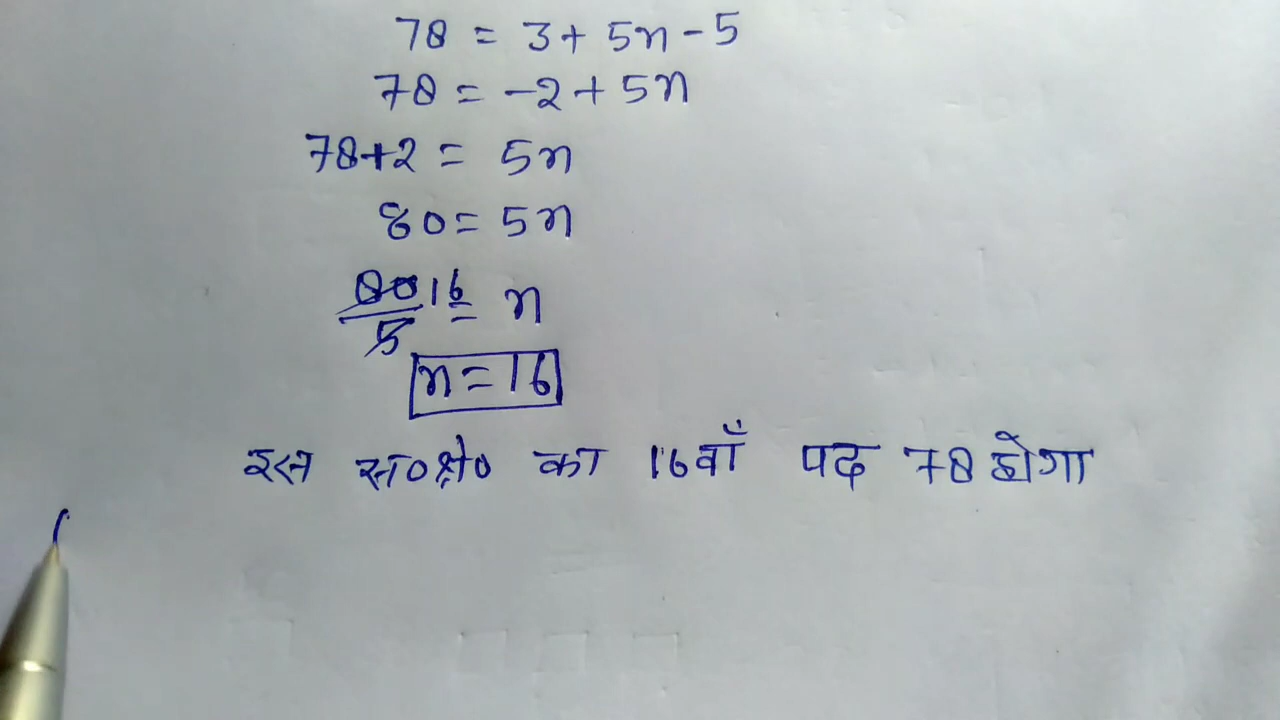 78 = 3 + 5n - 5
78 = -2 + 5n
78+2 = 5n
80 = 5n
80/5 16 = n
n = 16
इस स०श्रे० का 16वाँ पद 78 होगा
(